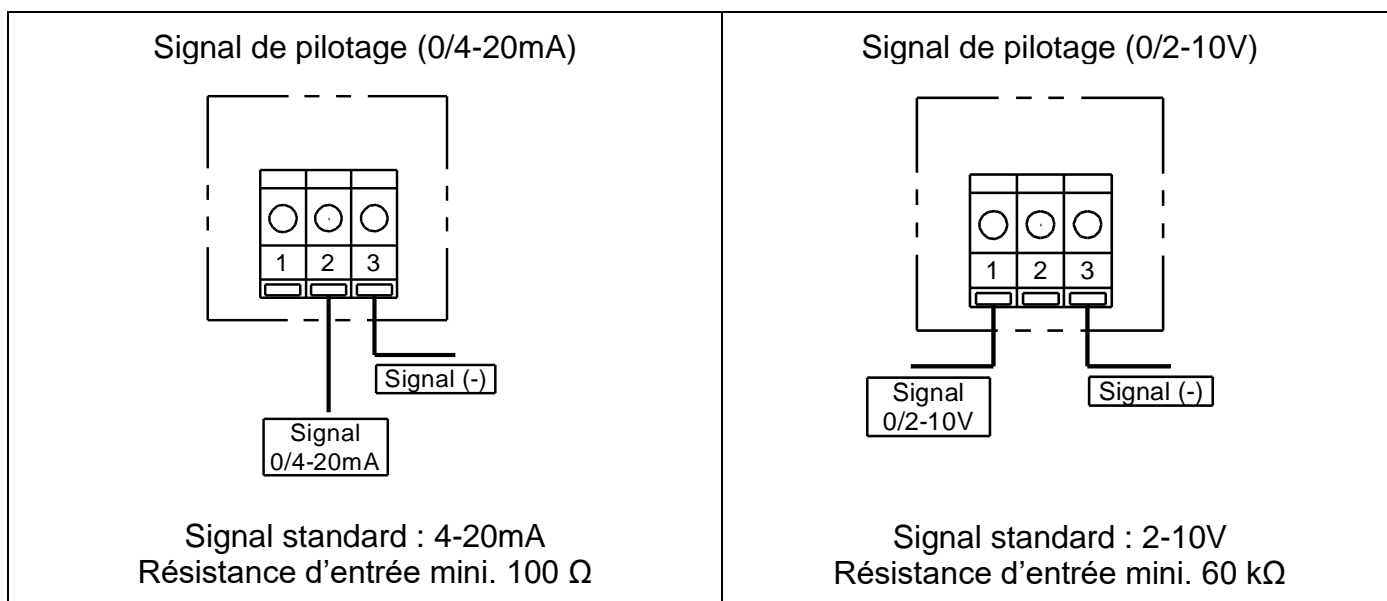 Signal de pilotage (0/4-20mA)
1 2 3
Signal (-)
Signal
0/4-20mA
Signal standard : 4-20mA
Résistance d’entrée mini. 100 Ω
Signal de pilotage (0/2-10V)
1 2 3
Signal
0/2-10V
Signal (-)
Signal standard : 2-10V
Résistance d’entrée mini. 60 kΩ